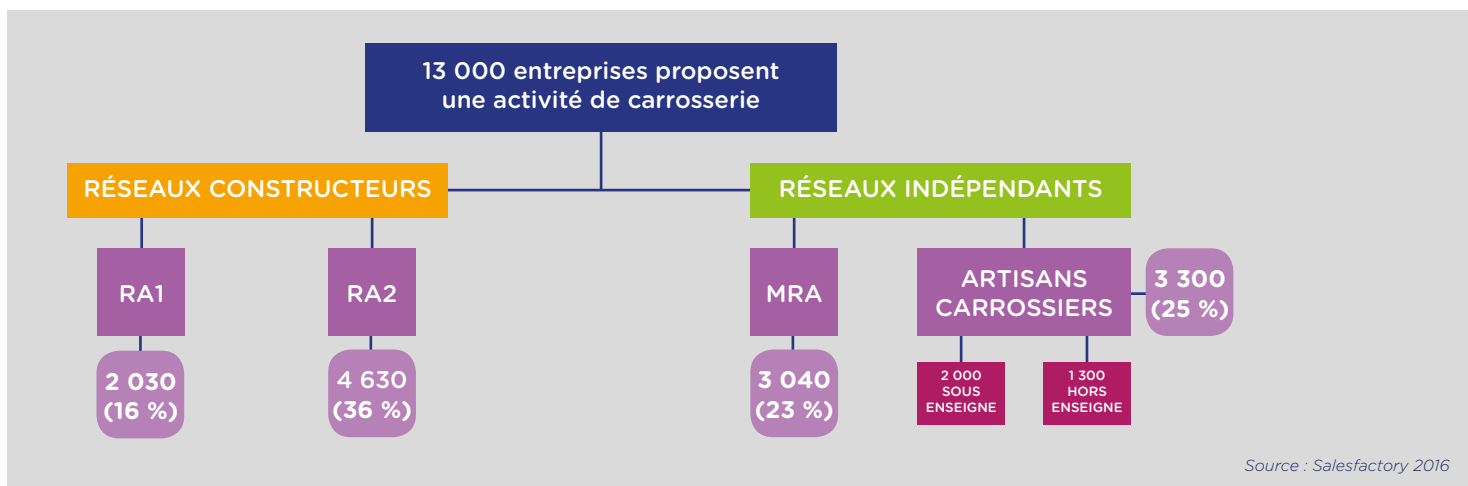 13 000 entreprises proposent
une activité de carrosserie
RÉSEAUX CONSTRUCTEURS
RÉSEAUX INDÉPENDANTS
RA1
RA2
MRA
ARTISANS
CARROSSIERS
3 300
(25 %)
2 030
(16 %)
4 630
(36 %)
3 040
(23 %)
2 000
SOUS
ENSEIGNE
1 300
HORS
ENSEIGNE
Source : Salesfactory 2016